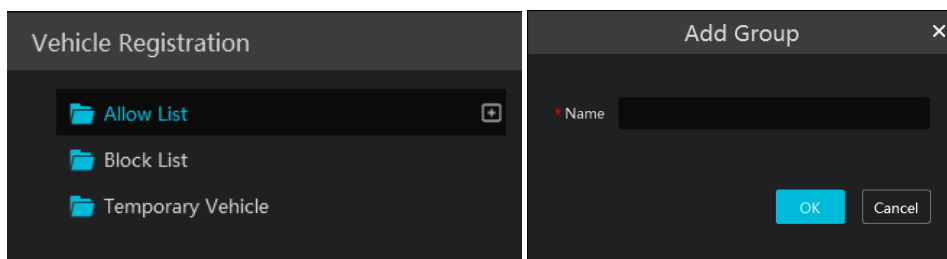 Vehicle Registration
Allow List
Block List
Temporary Vehicle
Add Group
* Name
OK
Cancel